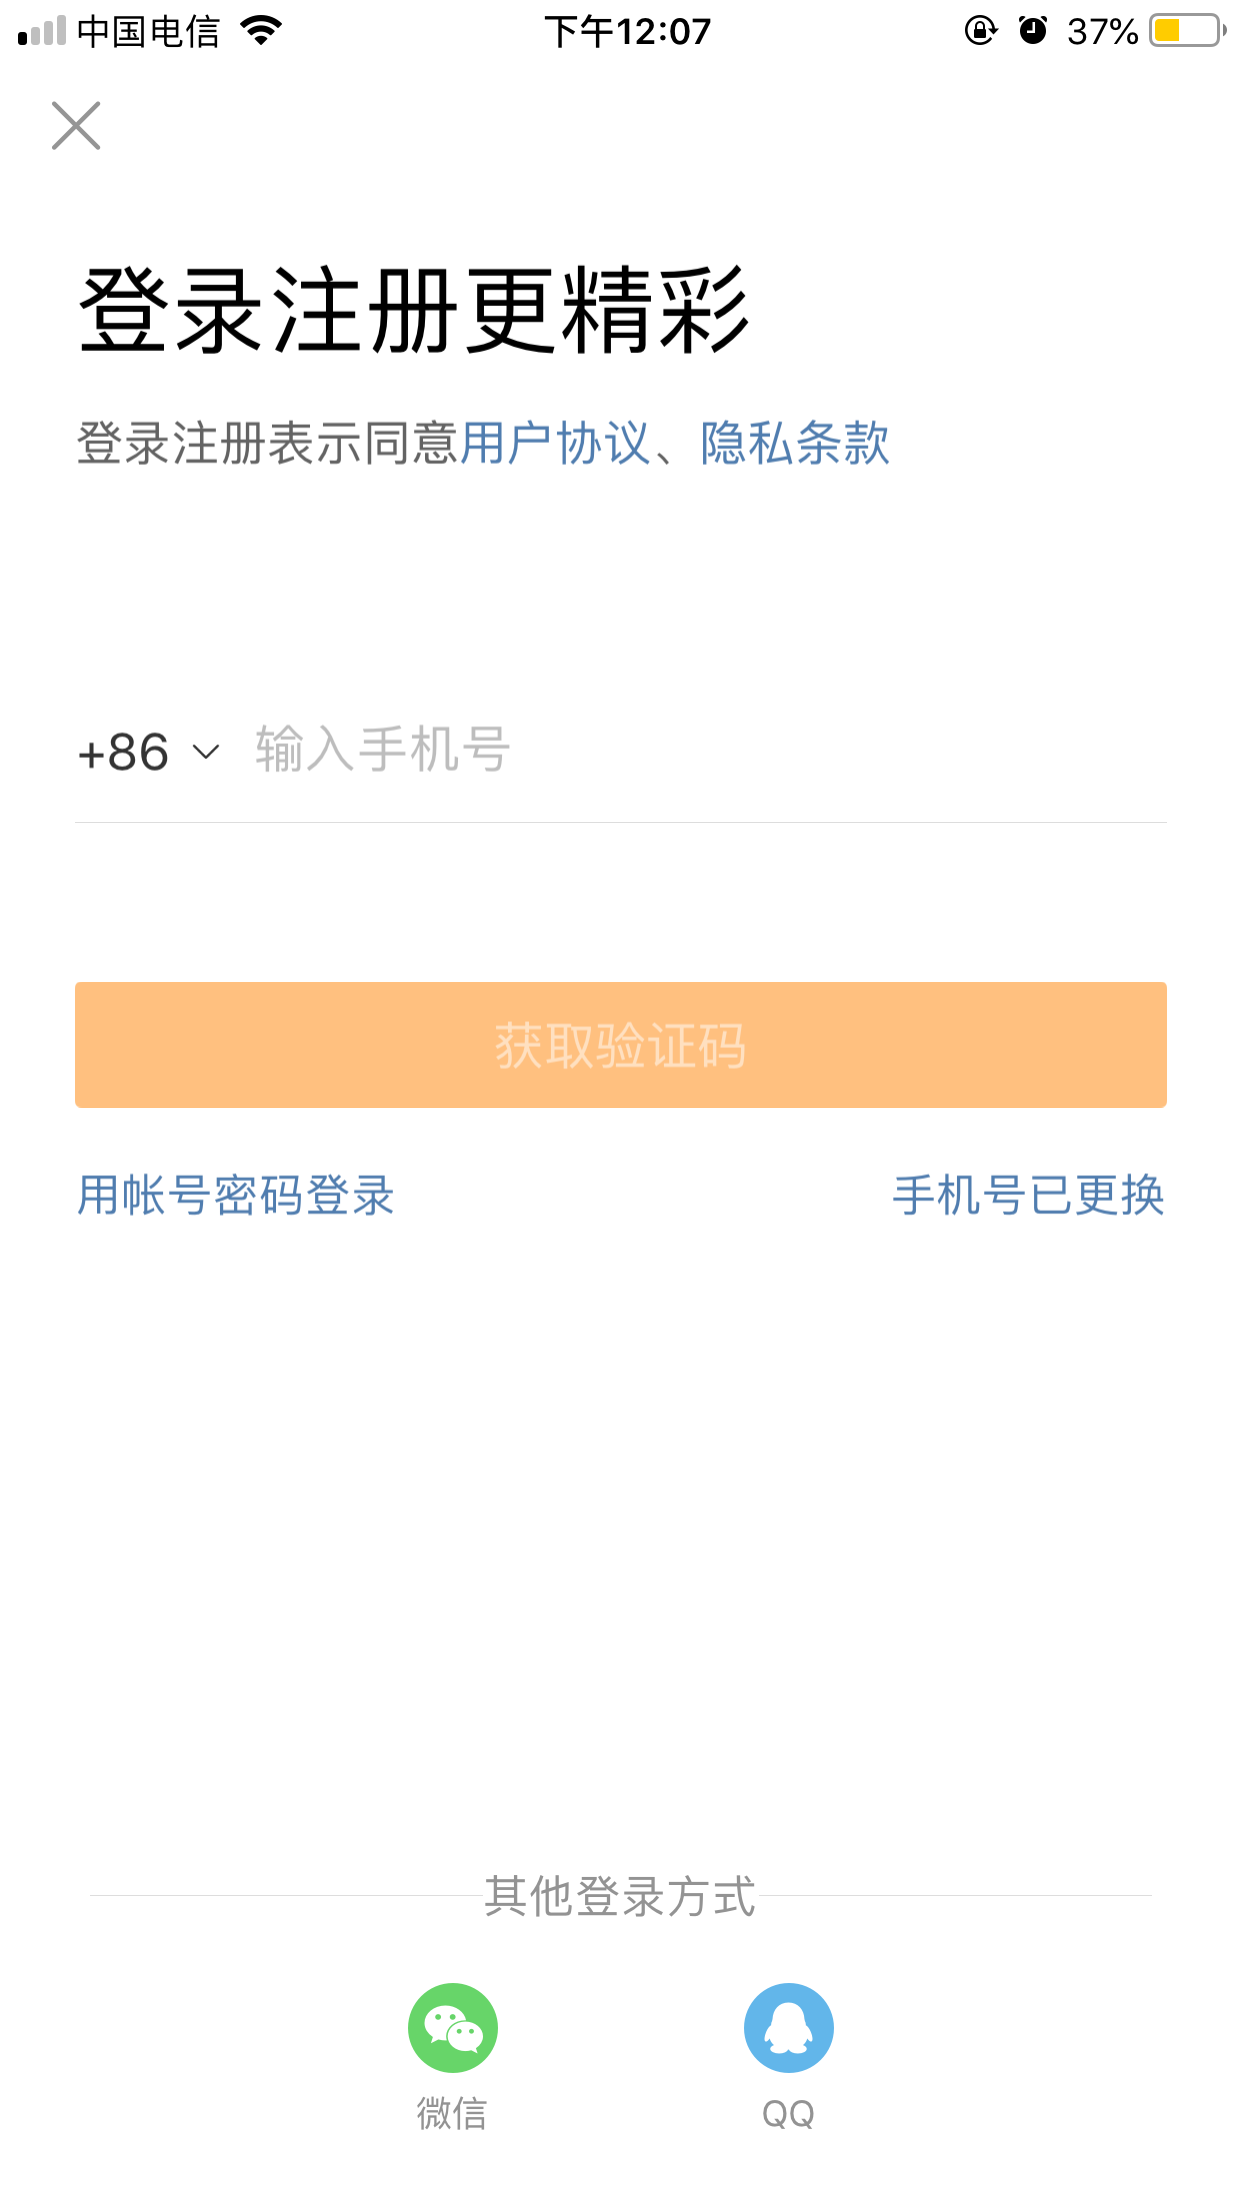 中国电信 下午12:07 37%
登录注册更精彩
登录注册表示同意用户协议、隐私条款
+86 输入手机号
获取验证码
用帐号密码登录 手机号已更换
其他登录方式
微信 QQ